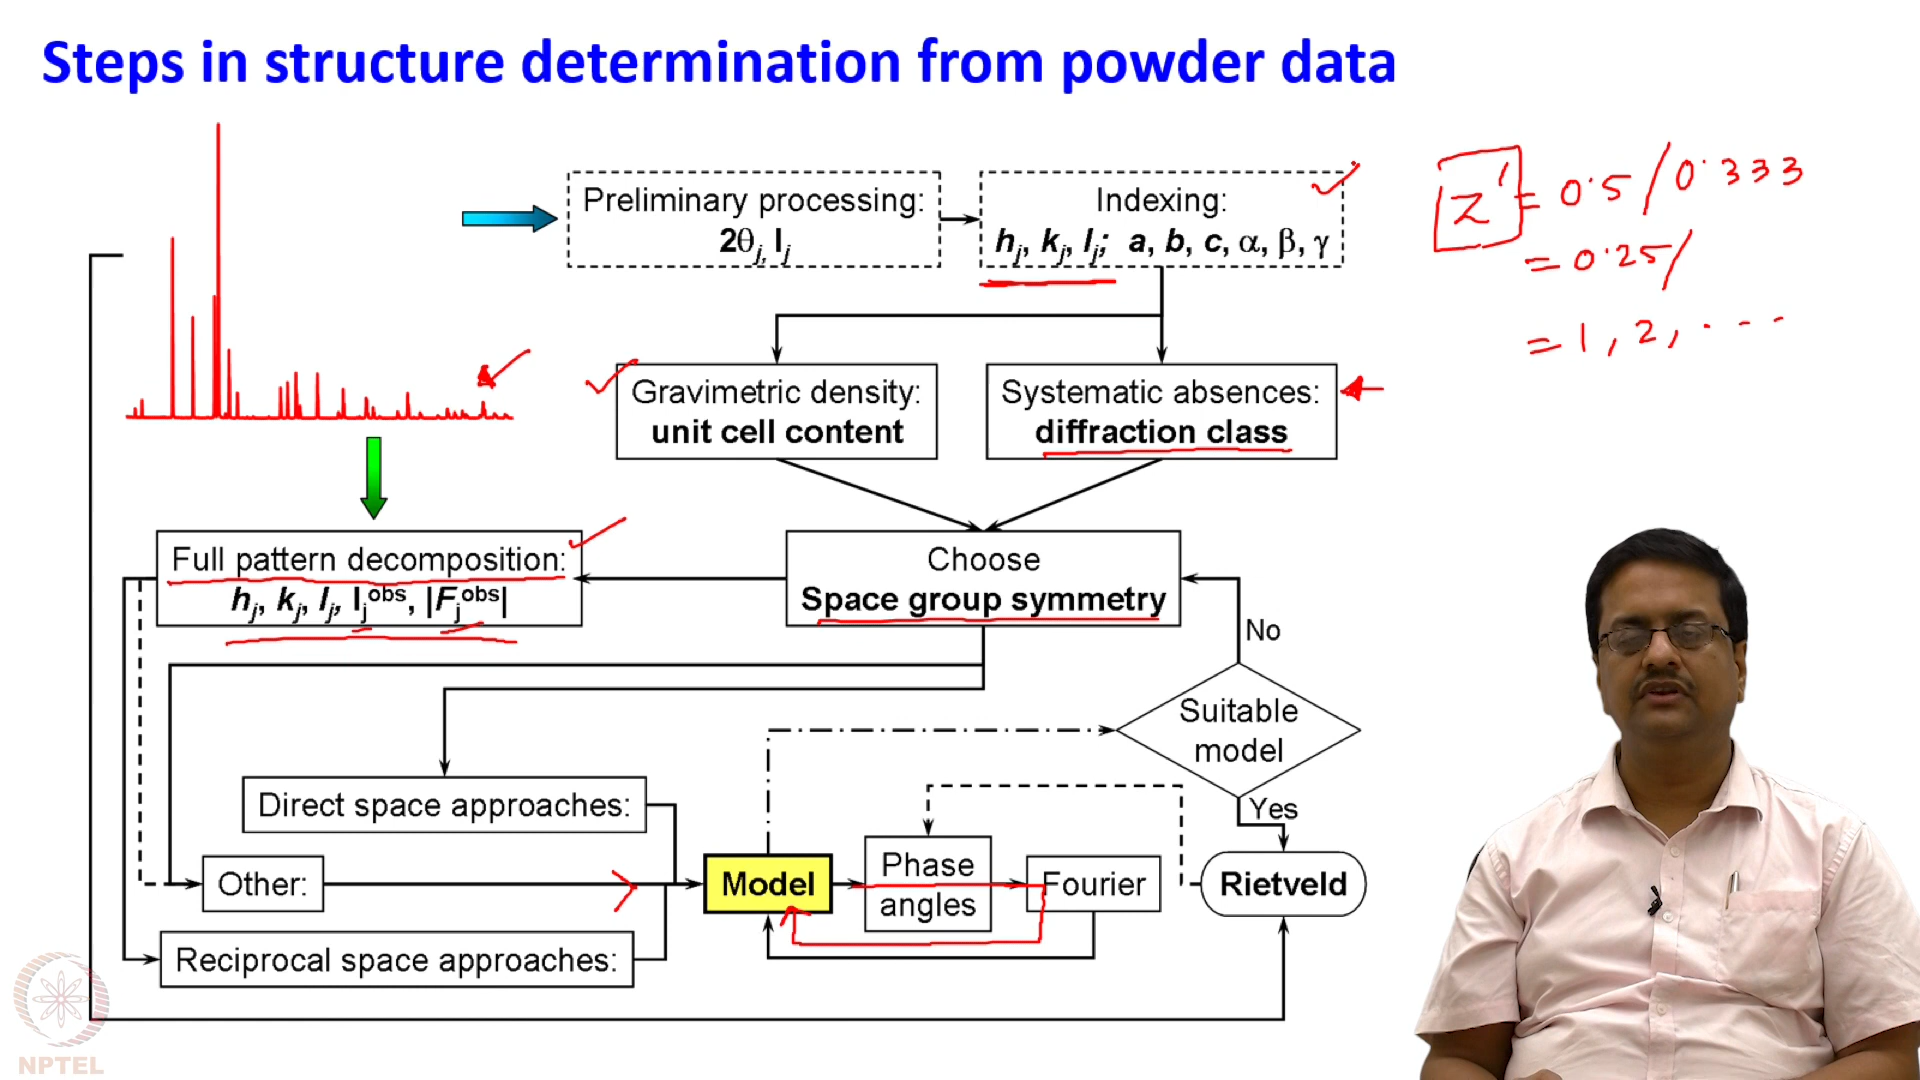 Steps in structure determination from powder data
Preliminary processing:
2θj, Ij
Indexing:
hj, kj, lj; a, b, c, α, β, γ
Z' = 0.5/0.333
= 0.25/
= 1, 2, . - - -
Gravimetric density:
unit cell content
Systematic absences:
diffraction class
Full pattern decomposition:
hj, kj, lj, Ijobs, |Fjobs|
Choose
Space group symmetry
No
Suitable
model
Yes
Direct space approaches:
Other:
Model
Phase
angles
Fourier
Rietveld
Reciprocal space approaches:
NPTEL